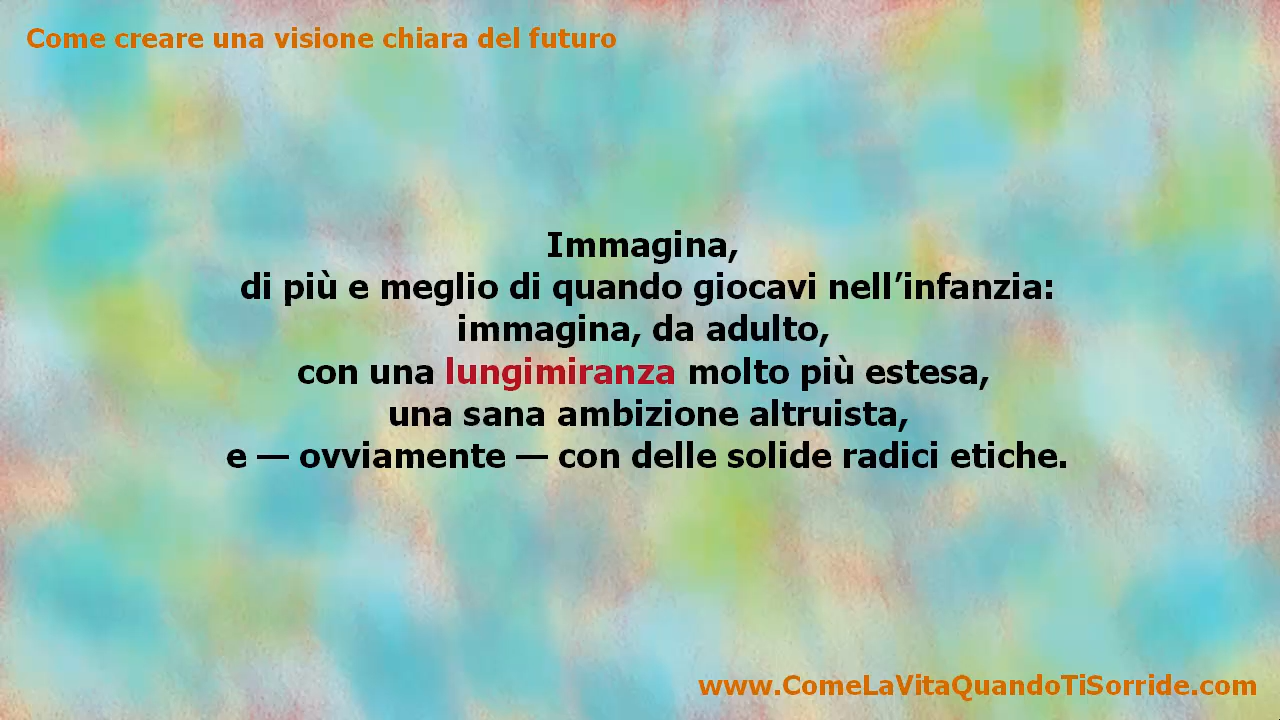 Come creare una visione chiara del futuro
Immagina,
di più e meglio di quando giocavi nell’infanzia:
immagina, da adulto,
con una lungimiranza molto più estesa,
una sana ambizione altruista,
e — ovviamente — con delle solide radici etiche.
www.ComeLaVitaQuandoTiSorride.com